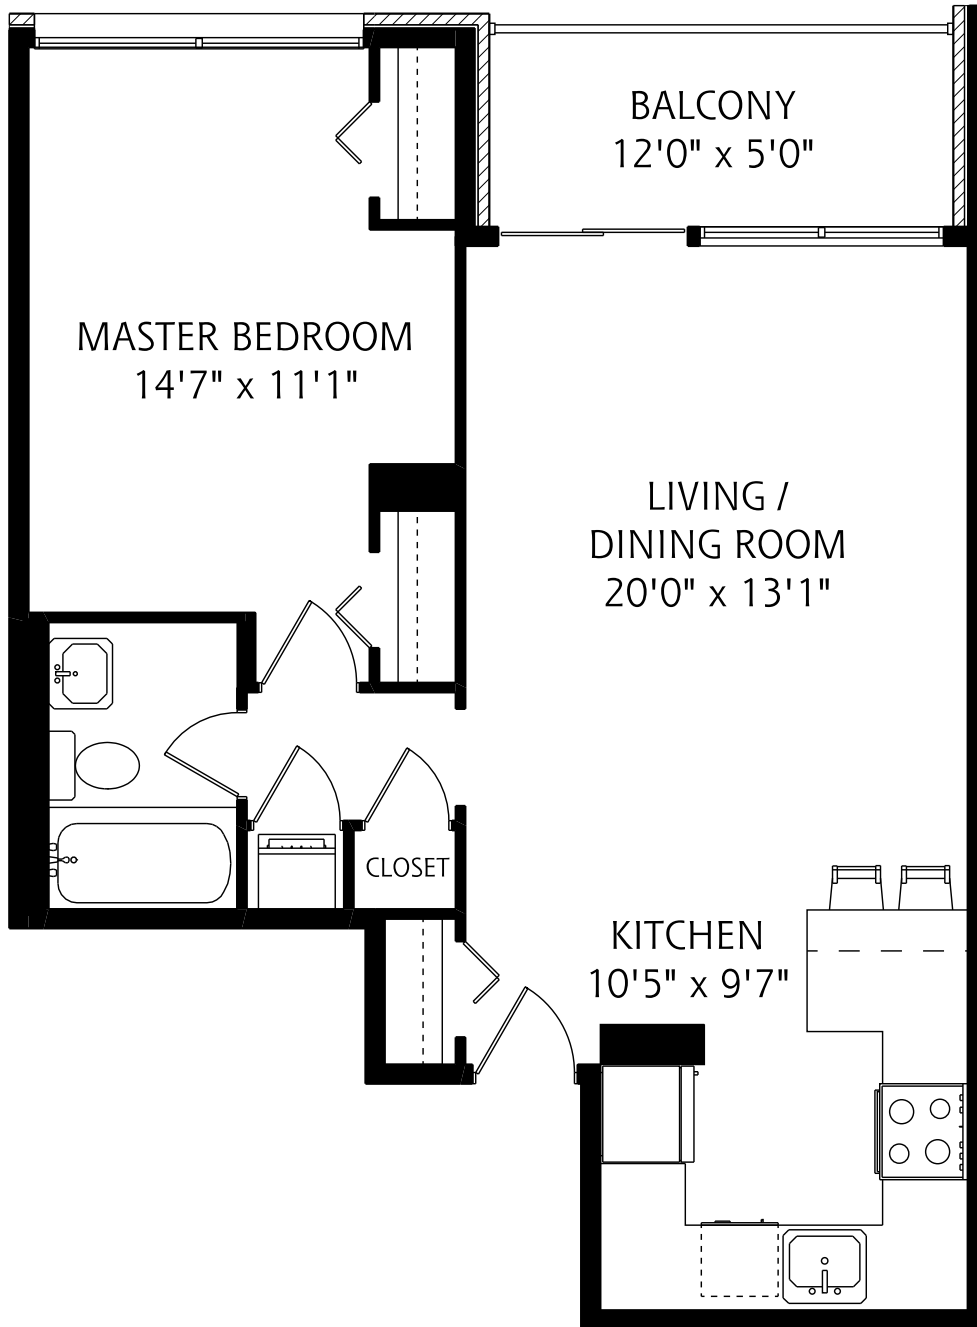 BALCONY
12'0" x 5'0"
MASTER BEDROOM
14'7" x 11'1"
LIVING /
DINING ROOM
20'0" x 13'1"
CLOSET
KITCHEN
10'5" x 9'7"